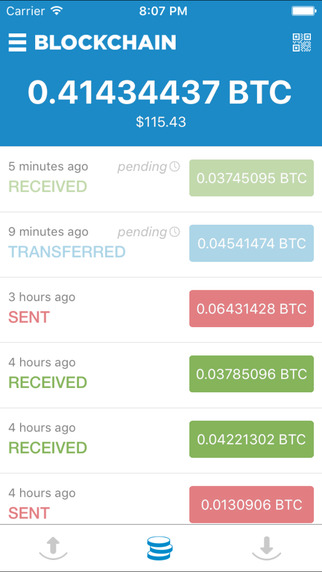 Carrier 8:07 PM
BLOCKCHAIN
0.41434437 BTC
$115.43
5 minutes ago pending
RECEIVED 0.03745095 BTC
9 minutes ago pending
TRANSFERRED 0.04541474 BTC
3 hours ago
SENT 0.06431428 BTC
4 hours ago
RECEIVED 0.03785096 BTC
4 hours ago
RECEIVED 0.04221302 BTC
4 hours ago
SENT 0.0130906 BTC